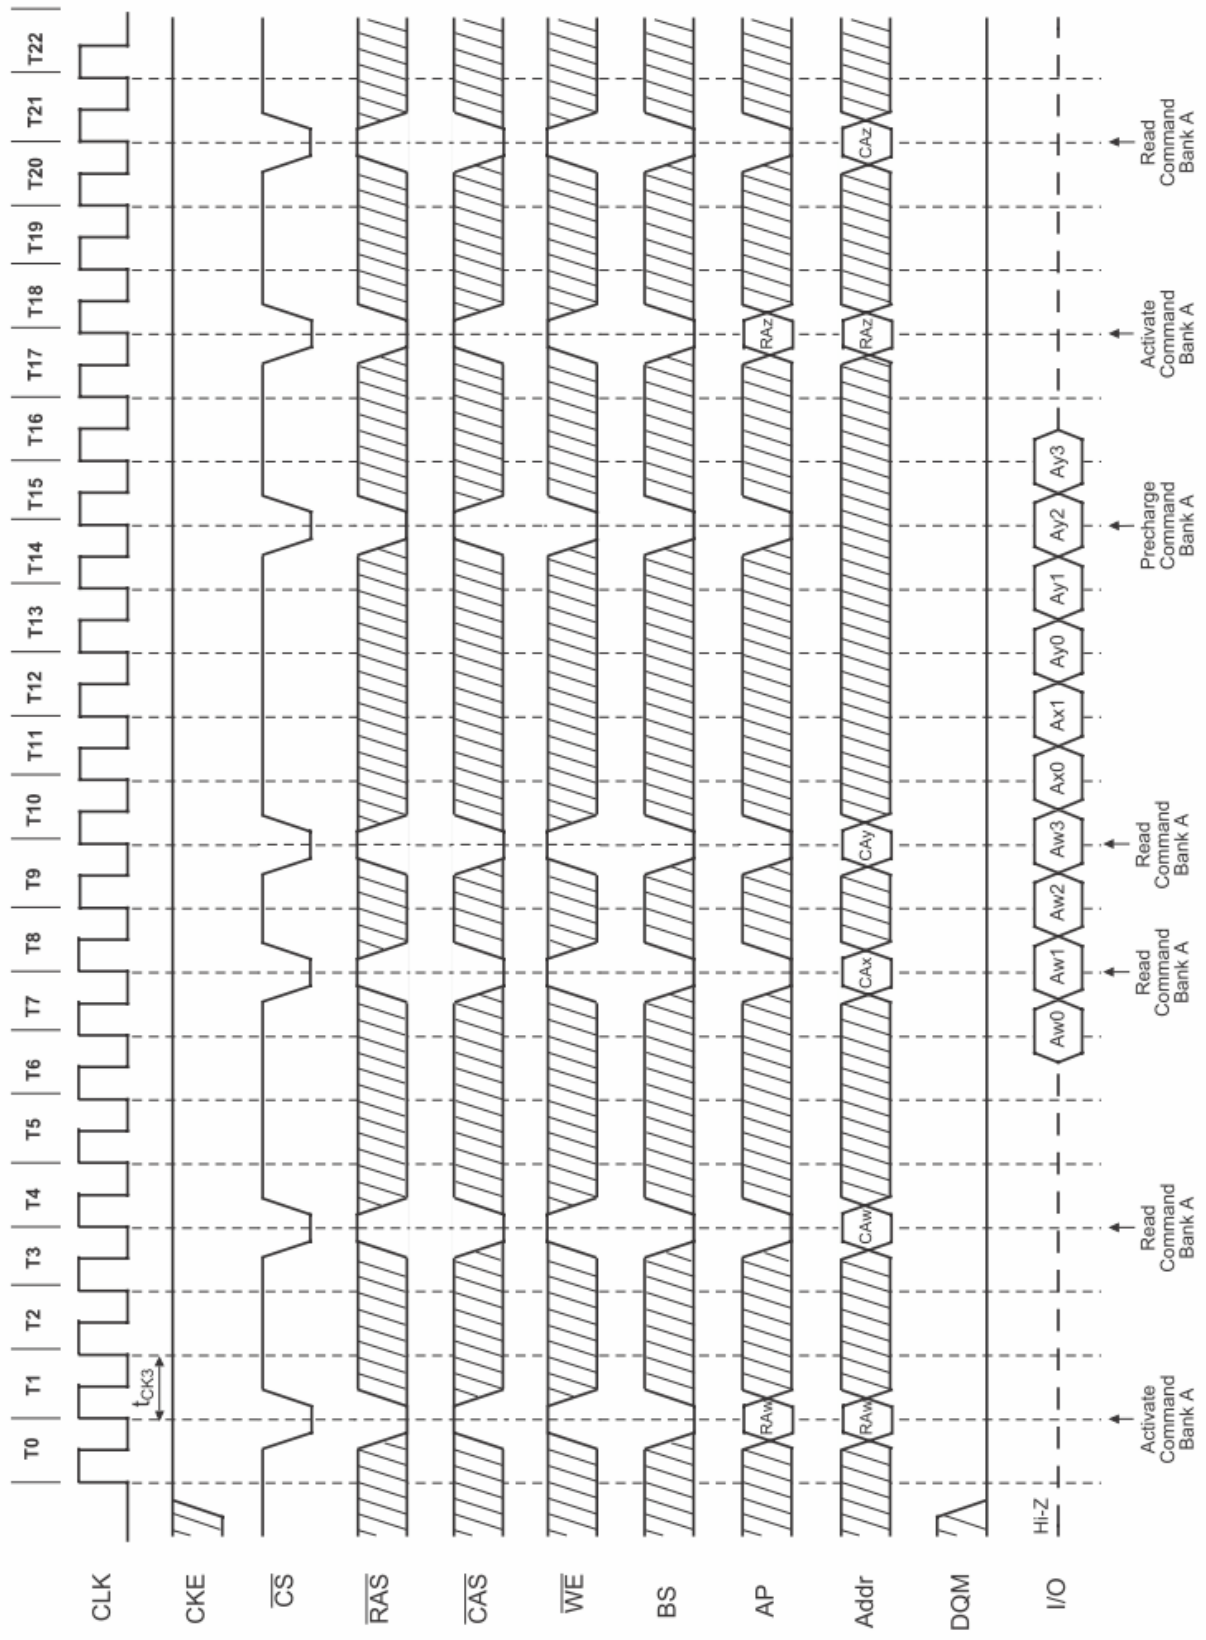 T0 T1 T2 T3 T4 T5 T6 T7 T8 T9 T10 T11 T12 T13 T14 T15 T16 T17 T18 T19 T20 T21 T22
CLK
tCK3
CKE
CS
RAS
CAS
WE
BS
AP RAw RAz
Addr RAw CAw CAx CAy RAz CAz
DQM
Hi-Z
I/O Aw0 Aw1 Aw2 Aw3 Ax0 Ax1 Ay0 Ay1 Ay2 Ay3
Activate
Command
Bank A
Read
Command
Bank A
Read
Command
Bank A
Read
Command
Bank A
Precharge
Command
Bank A
Activate
Command
Bank A
Read
Command
Bank A